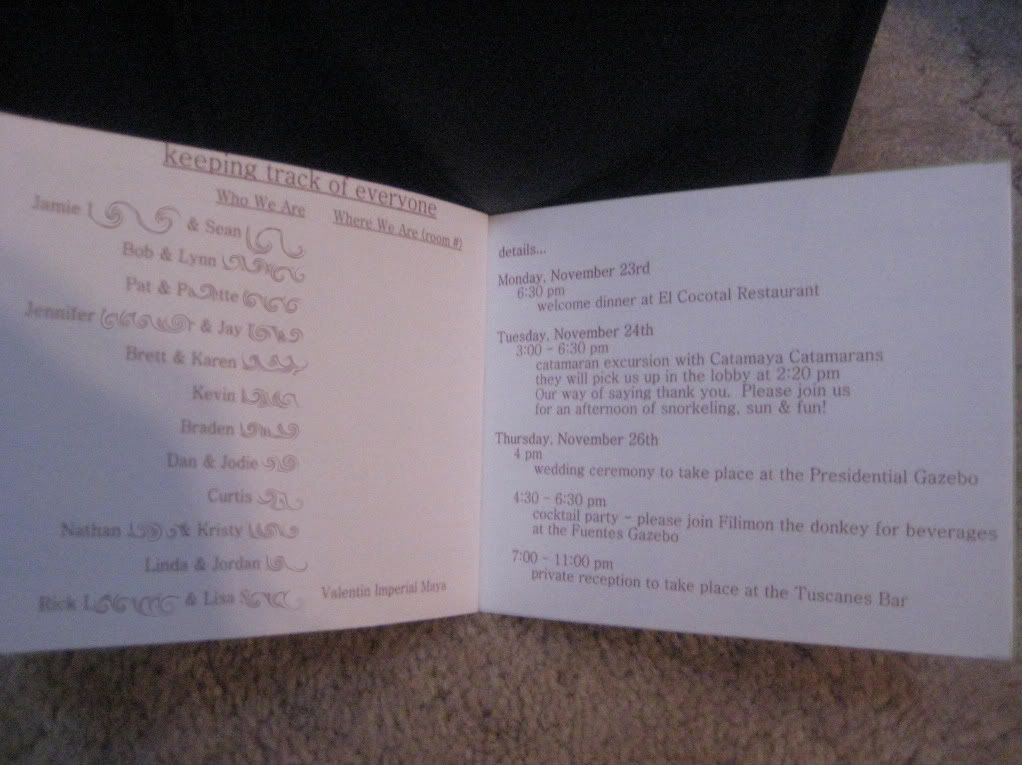 keeping track of everyone
Who We Are
Where We Are (room #)
Jamie & Sean
Bob & Lynn
Pat &
Jennifer & Jay
Brett & Karen
Kevin
Braden
Dan & Jodie
Curtis
Nathan & Kristy
Linda & Jordan
Rick & Lisa
Valentin Imperial Maya
details...
Monday, November 23rd
6:30 pm
welcome dinner at El Cocotal Restaurant
Tuesday, November 24th
3:00 - 6:30 pm
catamaran excursion with Catamaya Catamarans
they will pick us up in the lobby at 2:20 pm
Our way of saying thank you. Please join us
for an afternoon of snorkeling, sun & fun!
Thursday, November 26th
4 pm
wedding ceremony to take place at the Presidential Gazebo
4:30 - 6:30 pm
cocktail party - please join Filimon the donkey for beverages
at the Fuentes Gazebo
7:00 - 11:00 pm
private reception to take place at the Tuscanes Bar